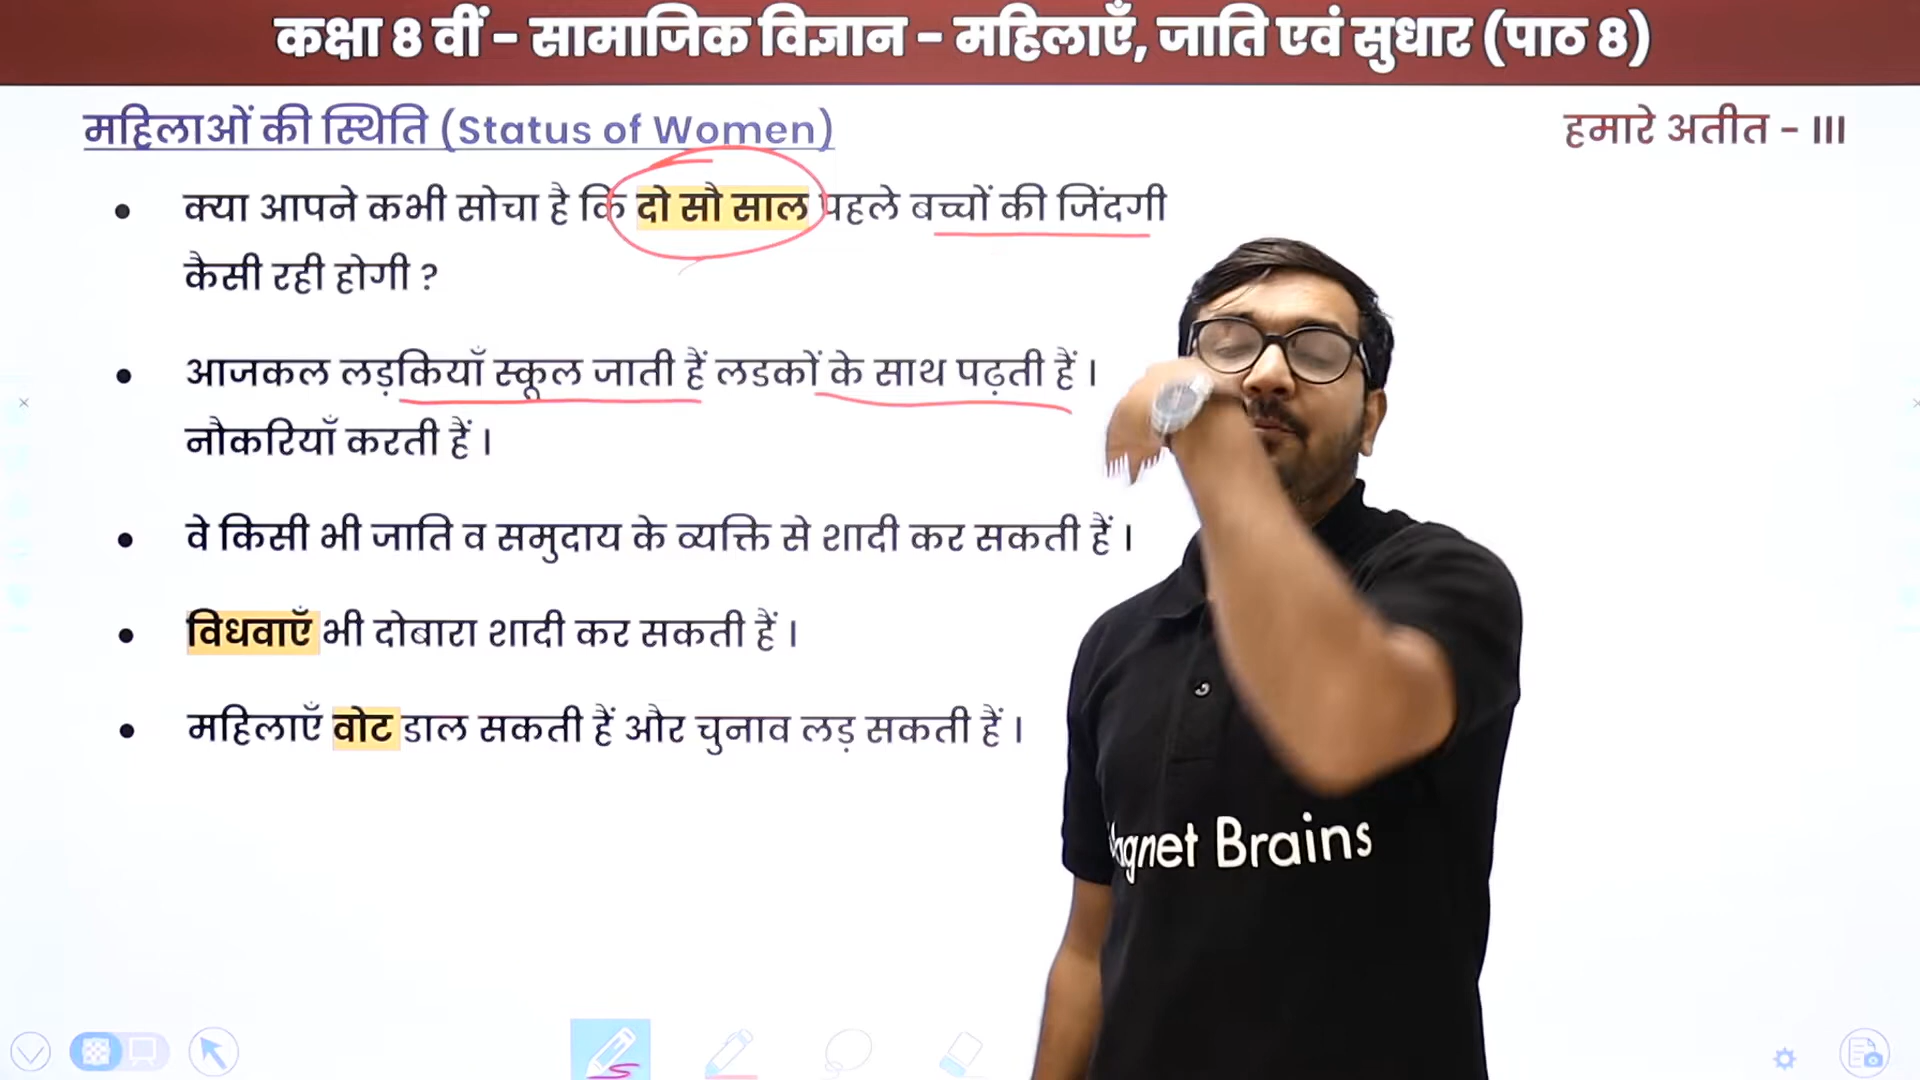 कक्षा 8 वीं - सामाजिक विज्ञान - महिलाएँ, जाति एवं सुधार (पाठ 8)
महिलाओं की स्थिति (Status of Women)
हमारे अतीत - III
• क्या आपने कभी सोचा है कि दो सौ साल पहले बच्चों की जिंदगी
कैसी रही होगी ?
• आजकल लड़कियाँ स्कूल जाती हैं लडकों के साथ पढ़ती हैं ।
नौकरियाँ करती हैं ।
• वे किसी भी जाति व समुदाय के व्यक्ति से शादी कर सकती हैं ।
• विधवाएँ भी दोबारा शादी कर सकती हैं ।
• महिलाएँ वोट डाल सकती हैं और चुनाव लड़ सकती हैं ।
agnet Brains